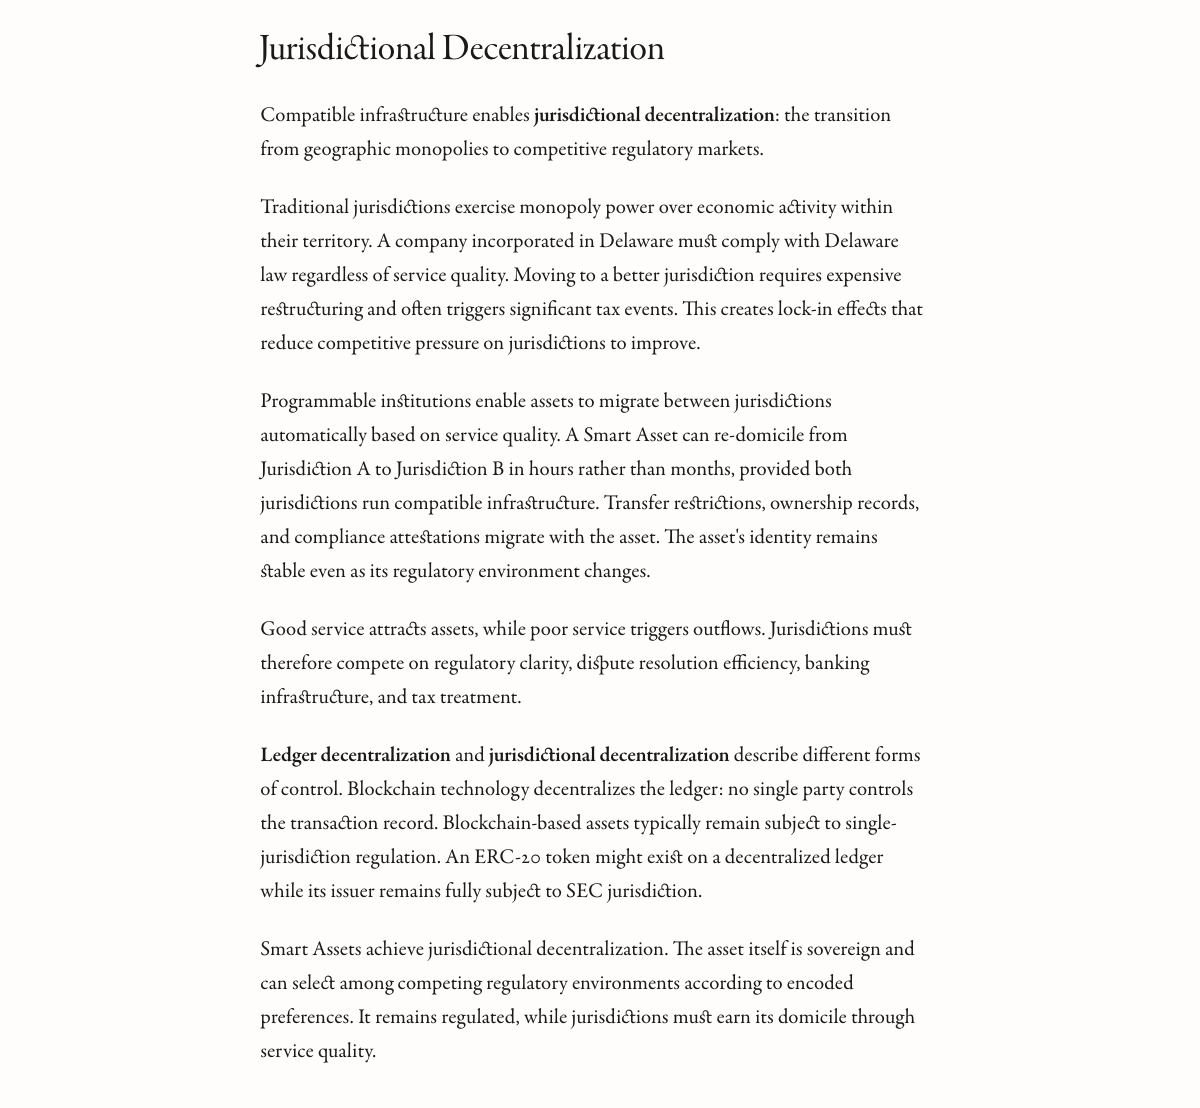 Jurisdictional Decentralization
Compatible infrastructure enables jurisdictional decentralization: the transition
from geographic monopolies to competitive regulatory markets.
Traditional jurisdictions exercise monopoly power over economic activity within
their territory. A company incorporated in Delaware must comply with Delaware
law regardless of service quality. Moving to a better jurisdiction requires expensive
restructuring and often triggers significant tax events. This creates lock-in effects that
reduce competitive pressure on jurisdictions to improve.
Programmable institutions enable assets to migrate between jurisdictions
automatically based on service quality. A Smart Asset can re-domicile from
Jurisdiction A to Jurisdiction B in hours rather than months, provided both
jurisdictions run compatible infrastructure. Transfer restrictions, ownership records,
and compliance attestations migrate with the asset. The asset's identity remains
stable even as its regulatory environment changes.
Good service attracts assets, while poor service triggers outflows. Jurisdictions must
therefore compete on regulatory clarity, dispute resolution efficiency, banking
infrastructure, and tax treatment.
Ledger decentralization and jurisdictional decentralization describe different forms
of control. Blockchain technology decentralizes the ledger: no single party controls
the transaction record. Blockchain-based assets typically remain subject to single-
jurisdiction regulation. An ERC-20 token might exist on a decentralized ledger
while its issuer remains fully subject to SEC jurisdiction.
Smart Assets achieve jurisdictional decentralization. The asset itself is sovereign and
can select among competing regulatory environments according to encoded
preferences. It remains regulated, while jurisdictions must earn its domicile through
service quality.